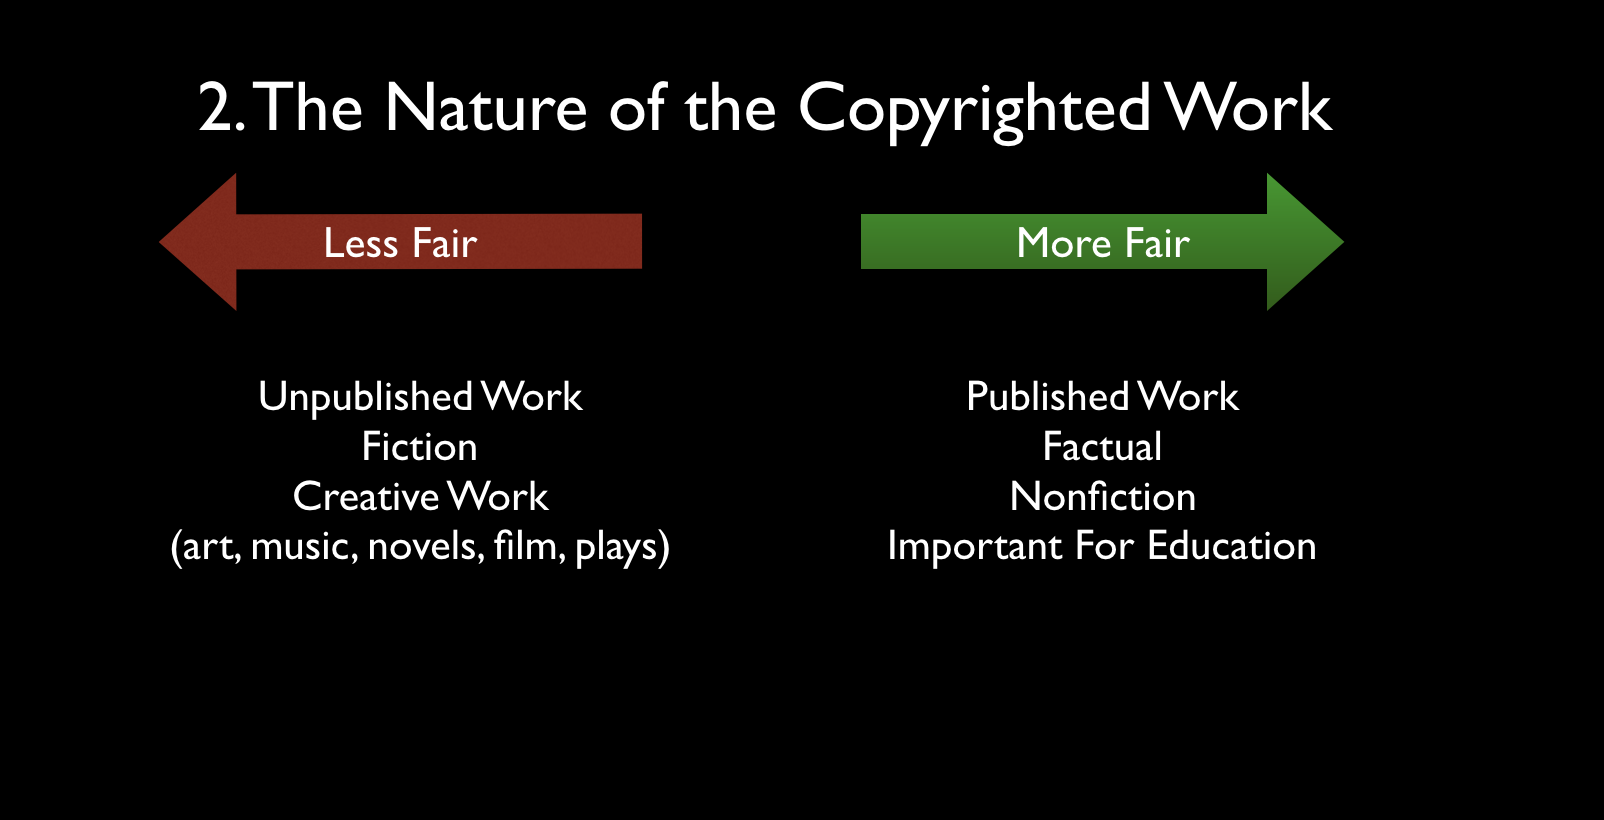 2. The Nature of the Copyrighted Work
Less Fair
More Fair
Unpublished Work
Fiction
Creative Work
(art, music, novels, film, plays)
Published Work
Factual
Nonfiction
Important For Education